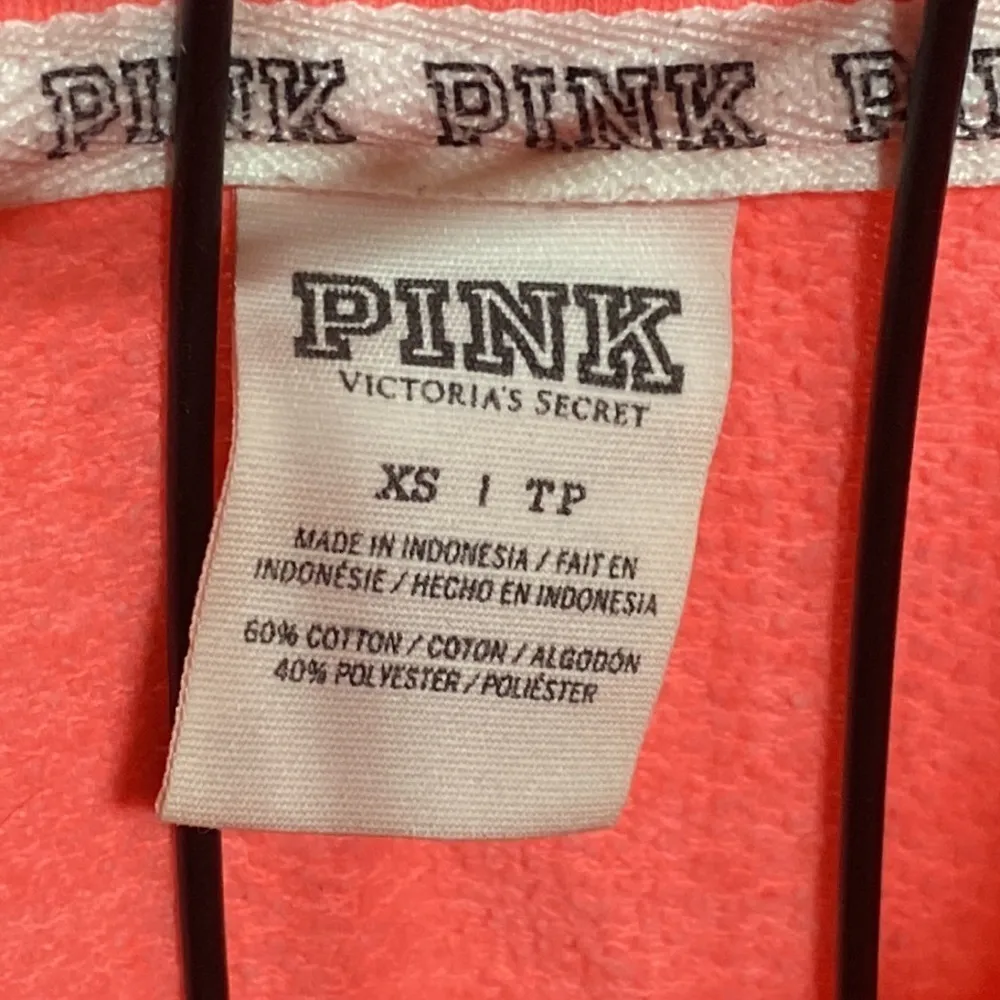 PINK PINK P
PINK
VICTORIA'S SECRET
XS | TP
MADE IN INDONESIA / FAIT EN
INDONÉSIE / HECHO EN INDONESIA
60% COTTON / COTON / ALGODÓN
40% POLYESTER / POLIÉSTER